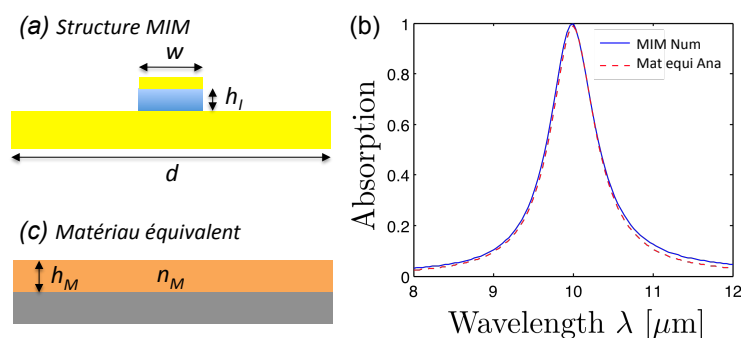 (a) Structure MIM
w
h_I
d
(c) Matériau équivalent
h_M
n_M
(b)
MIM Num
Mat equi Ana
Absorption
1
0.8
0.6
0.4
0.2
0
8
9
10
11
12
Wavelength λ [μm]